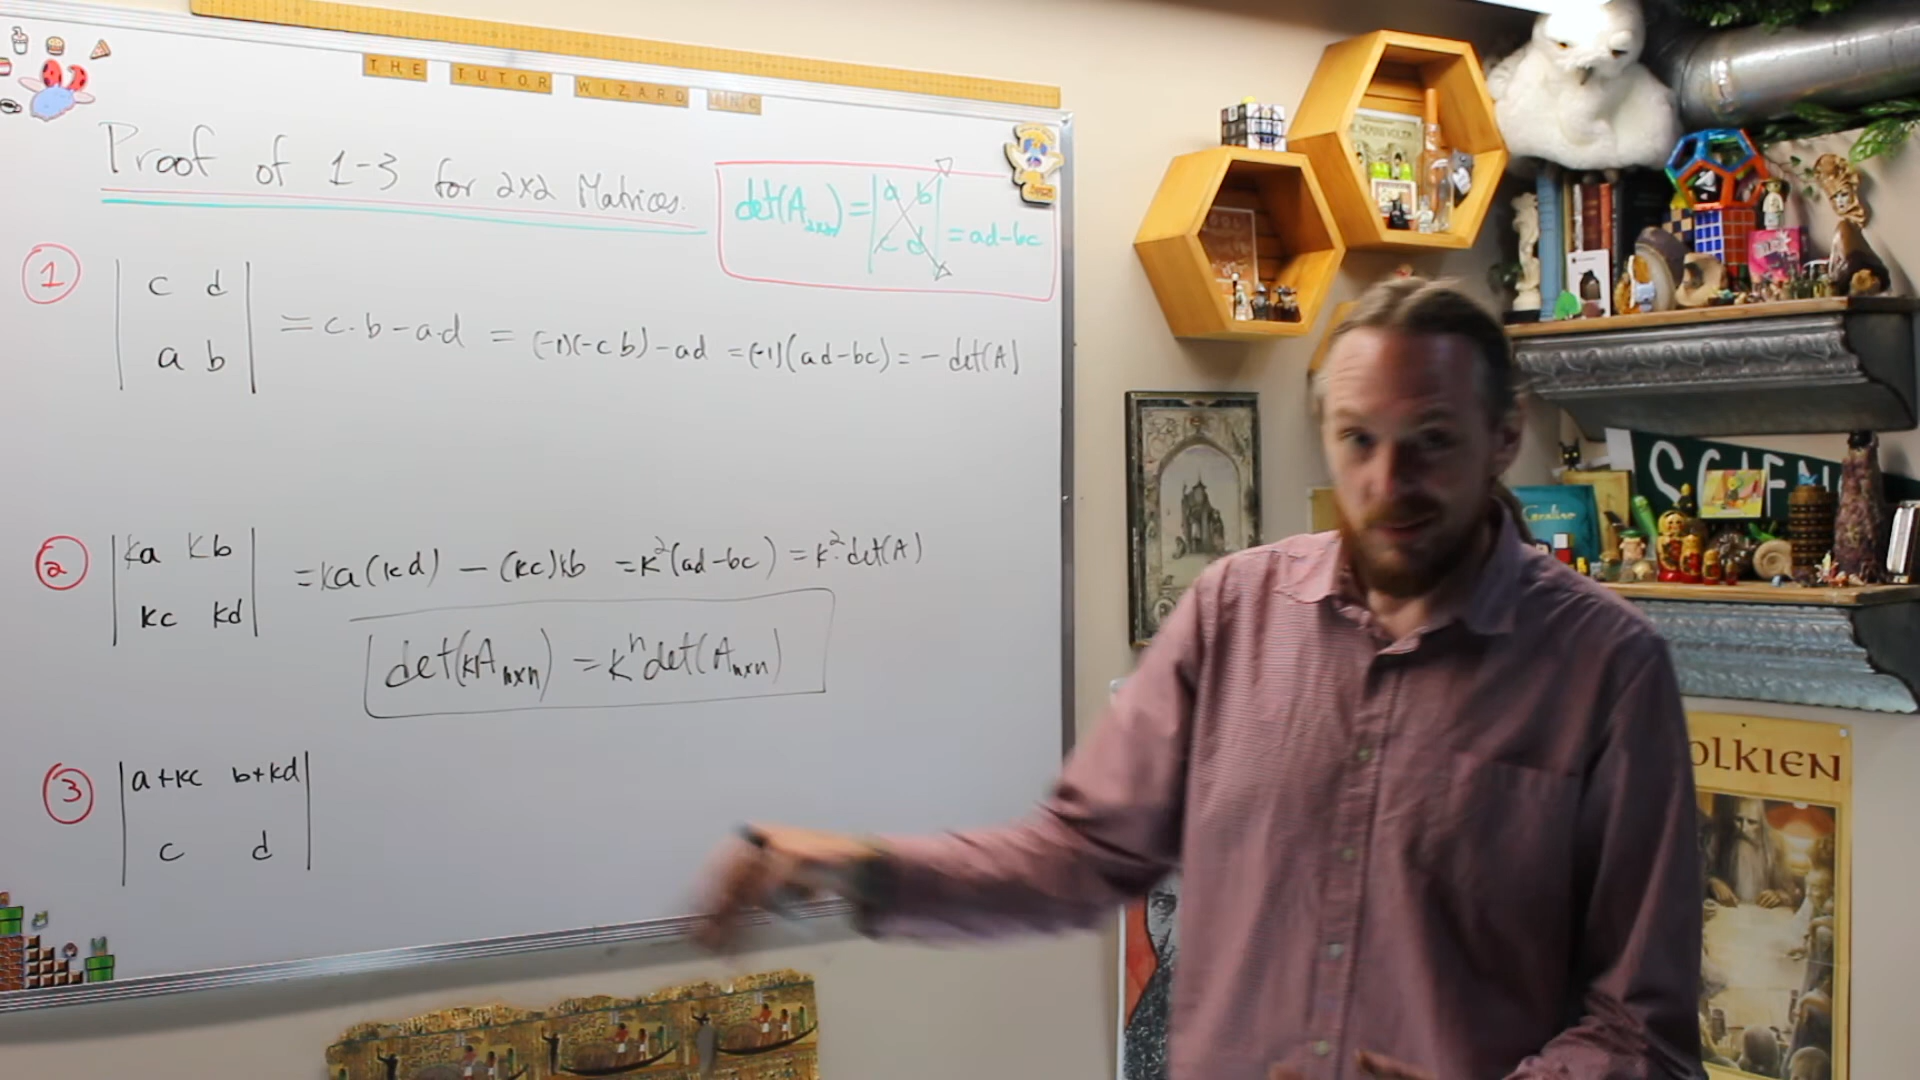 THE TUTOR WIZARD INC
Proof of 1-3 for 2x2 Matrices.
det(A₂ₓ₂) = |a b| = ad-bc
|c d|
1 |c d| = c·b-a·d = (-1)(-cb)-ad = (-1)(ad-bc) = - det(A)
|a b|
2 |ka kb| = ka(kd) - (kc)kb = k²(ad-bc) = k²·det(A)
|kc kd|
det(kAₙₓₙ) = kⁿdet(Aₙₓₙ)
3 |a+kc b+kd|
|c d|
SCIEN
Coraline
OLKIEN